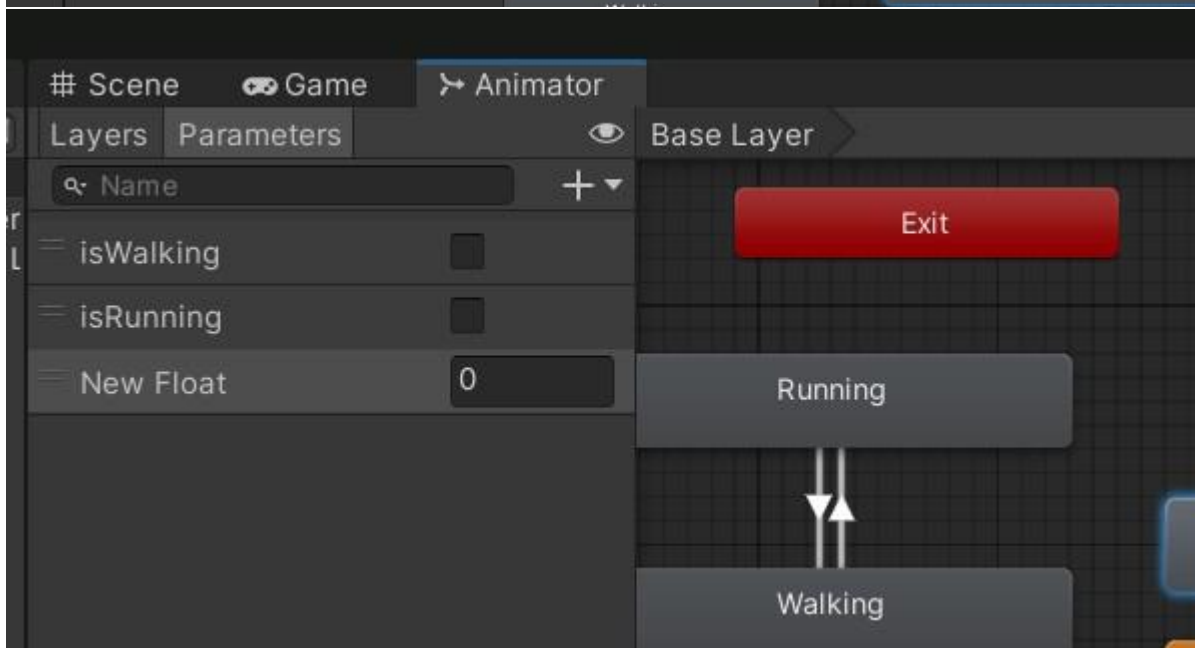 Scene Game Animator
Layers Parameters Base Layer
Name
Exit
isWalking
isRunning
New Float 0
Running
Walking